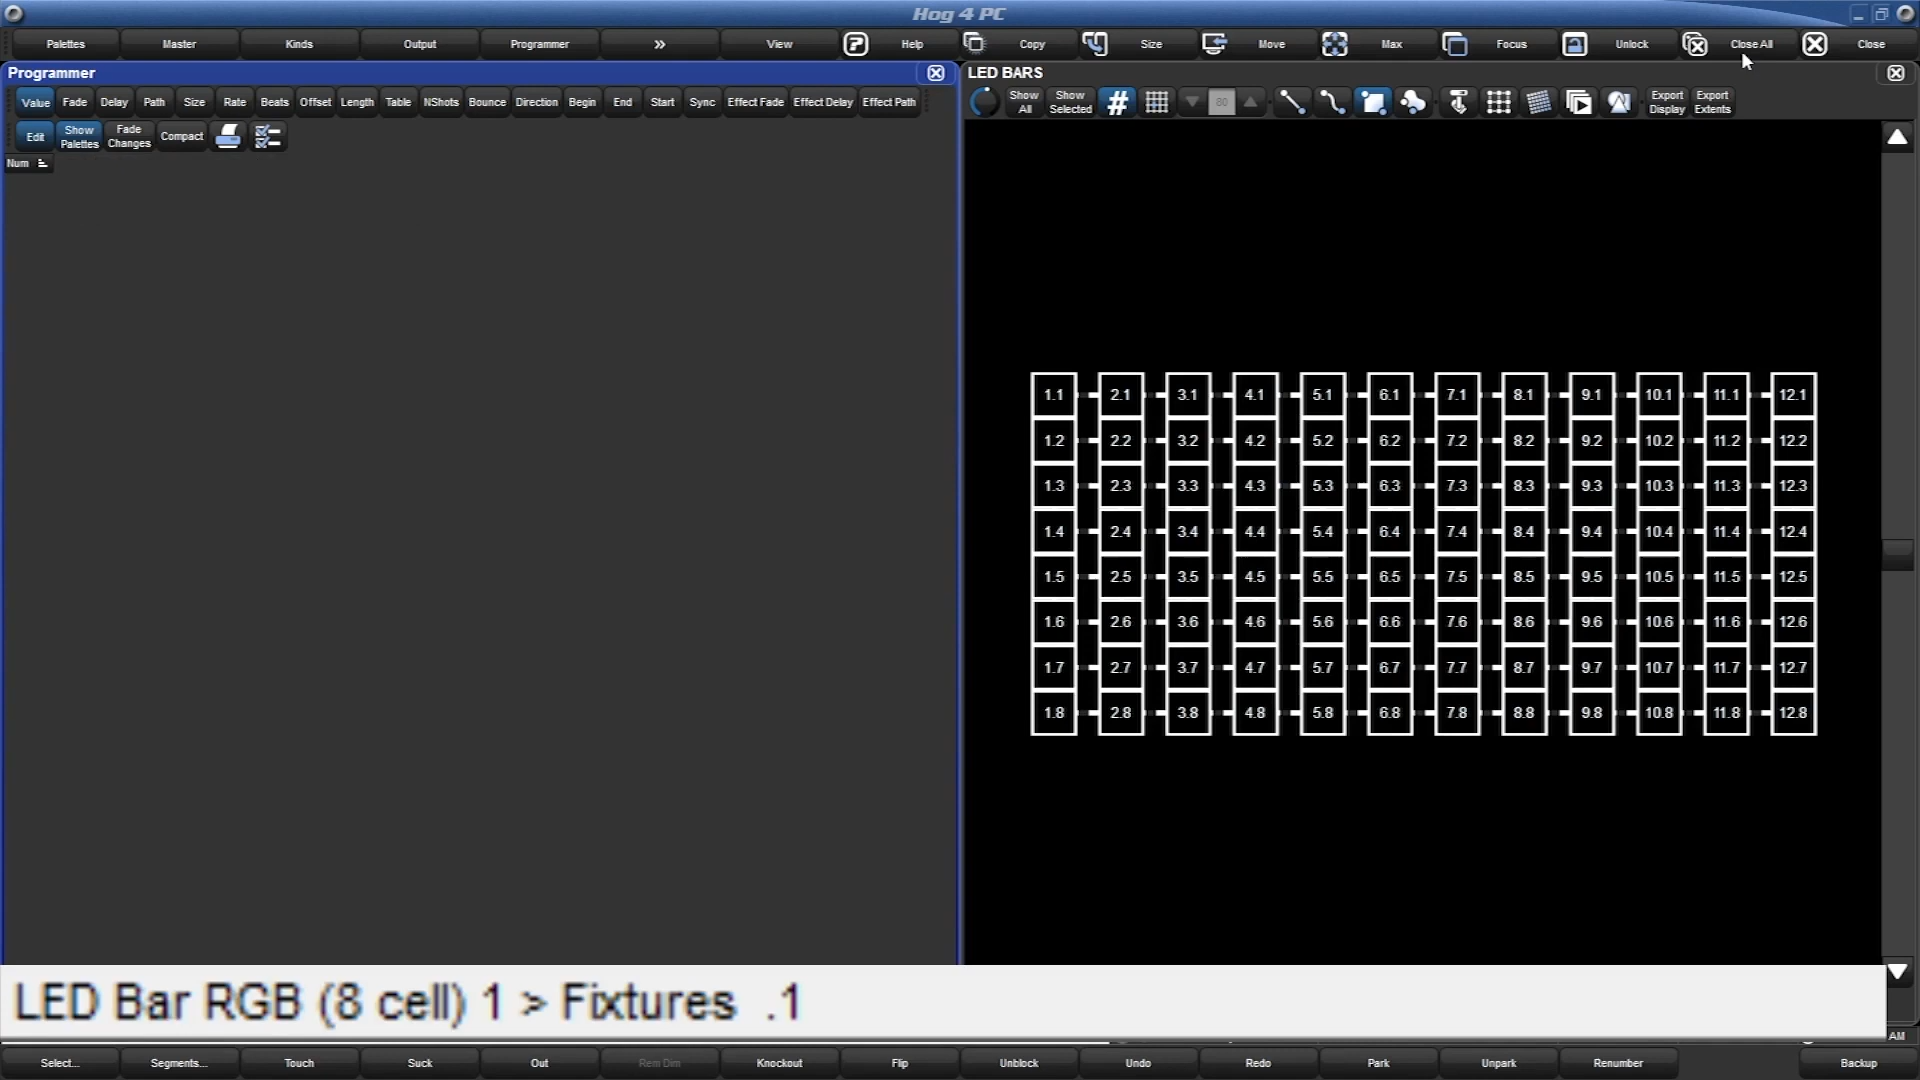 Hog 4 PC
Palettes Master Kinds Output Programmer » View Help Copy Size Move Max Focus Unlock Close All Close
Programmer
LED BARS
Value Fade Delay Path Size Rate Beats Offset Length Table NShots Bounce Direction Begin End Start Sync Effect Fade Effect Delay Effect Path
Show All Show Selected # 80 Export Display Export Extents
Edit Show Palettes Fade Changes Compact
Num
1.1 2.1 3.1 4.1 5.1 6.1 7.1 8.1 9.1 10.1 11.1 12.1
1.2 2.2 3.2 4.2 5.2 6.2 7.2 8.2 9.2 10.2 11.2 12.2
1.3 2.3 3.3 4.3 5.3 6.3 7.3 8.3 9.3 10.3 11.3 12.3
1.4 2.4 3.4 4.4 5.4 6.4 7.4 8.4 9.4 10.4 11.4 12.4
1.5 2.5 3.5 4.5 5.5 6.5 7.5 8.5 9.5 10.5 11.5 12.5
1.6 2.6 3.6 4.6 5.6 6.6 7.6 8.6 9.6 10.6 11.6 12.6
1.7 2.7 3.7 4.7 5.7 6.7 7.7 8.7 9.7 10.7 11.7 12.7
1.8 2.8 3.8 4.8 5.8 6.8 7.8 8.8 9.8 10.8 11.8 12.8
LED Bar RGB (8 cell) 1 > Fixtures .1
AM
Select... Segments... Touch Suck Out Rem Dim Knockout Flip Unblock Undo Redo Park Unpark Renumber Backup